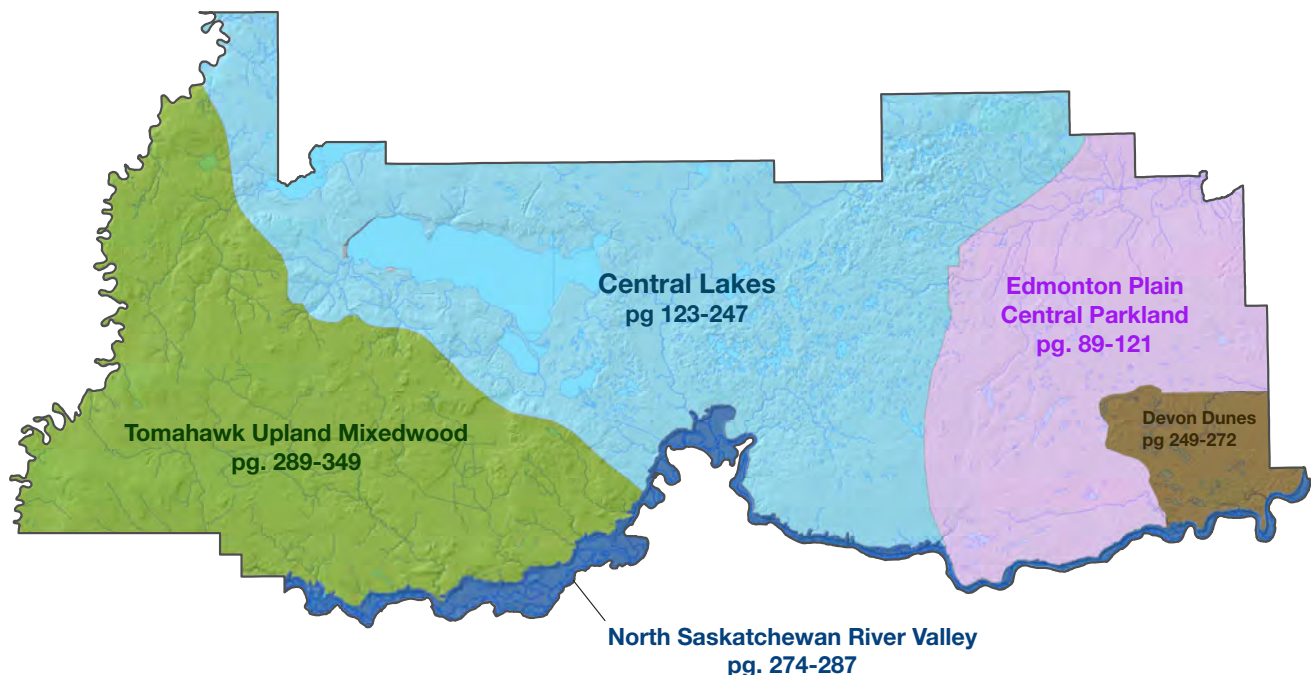 Central Lakes
pg 123-247
Edmonton Plain
Central Parkland
pg. 89-121
Devon Dunes
pg 249-272
Tomahawk Upland Mixedwood
pg. 289-349
North Saskatchewan River Valley
pg. 274-287